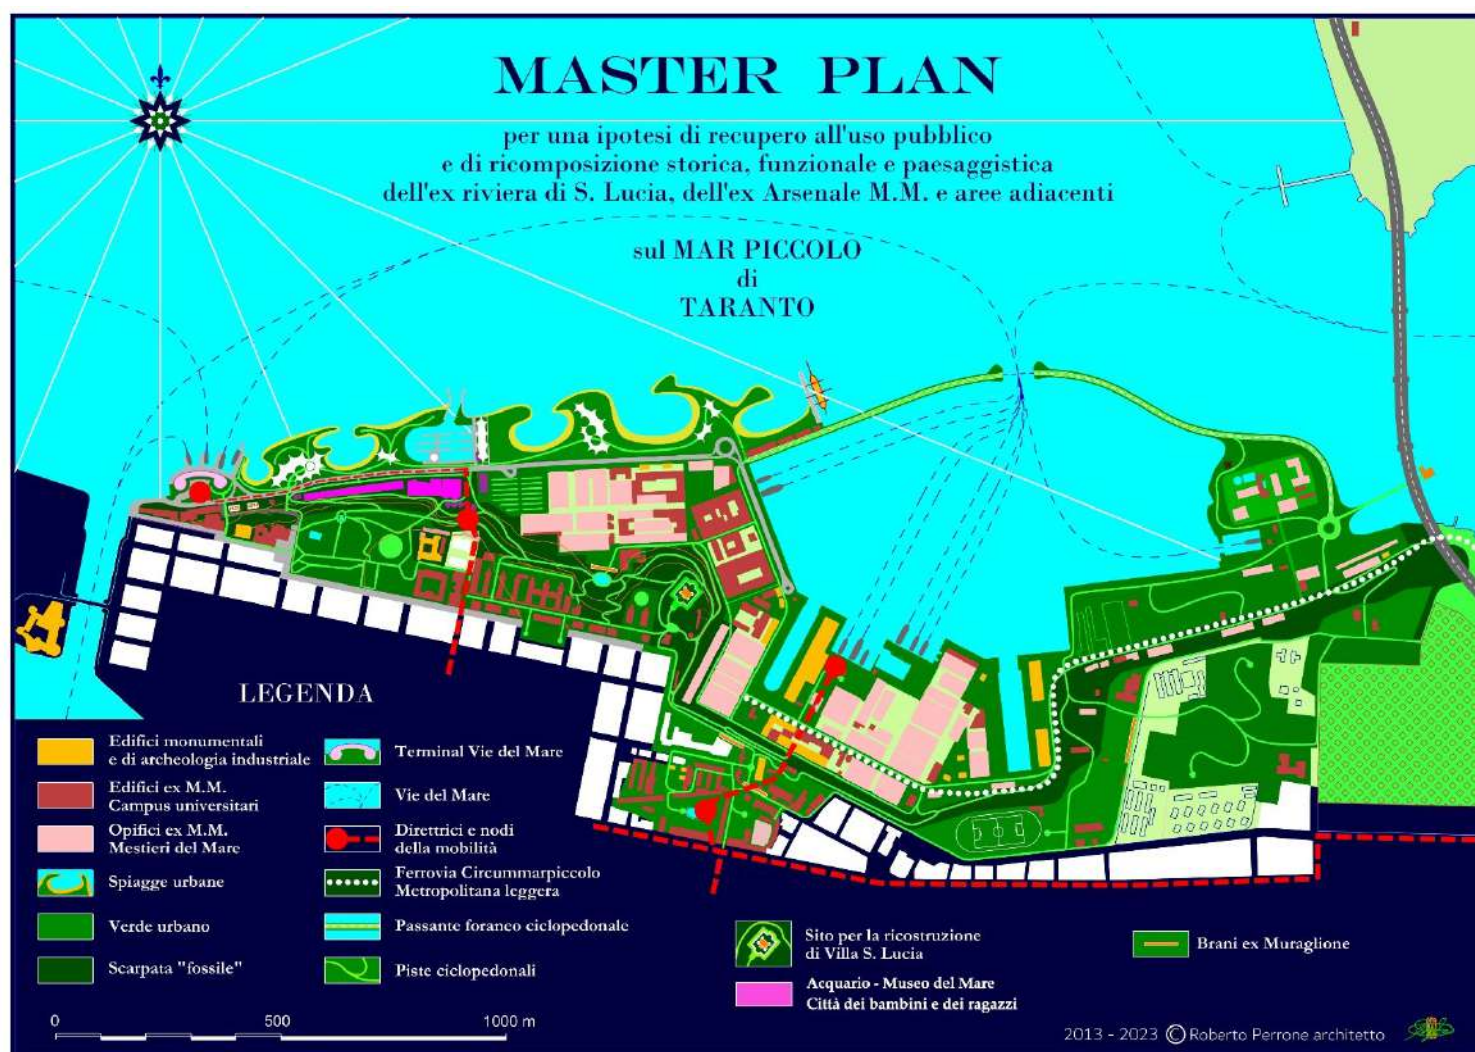 MASTER PLAN
per una ipotesi di recupero all'uso pubblico
e di ricomposizione storica, funzionale e paesaggistica
dell'ex riviera di S. Lucia, dell'ex Arsenale M.M. e aree adiacenti
sul MAR PICCOLO
di
TARANTO
LEGENDA
Edifici monumentali
e di archeologia industriale
Edifici ex M.M.
Campus universitari
Opifici ex M.M.
Mestieri del Mare
Spiagge urbane
Verde urbano
Scarpata "fossile"
Terminal Vie del Mare
Vie del Mare
Direttrici e nodi
della mobilità
Ferrovia Circummarpiccolo
Metropolitana leggera
Passante foraneo ciclopedonale
Piste ciclopedonali
Sito per la ricostruzione
di Villa S. Lucia
Acquario - Museo del Mare
Città dei bambini e dei ragazzi
Brani ex Muraglione
0 500 1000 m
2013 - 2023 © Roberto Perrone architetto